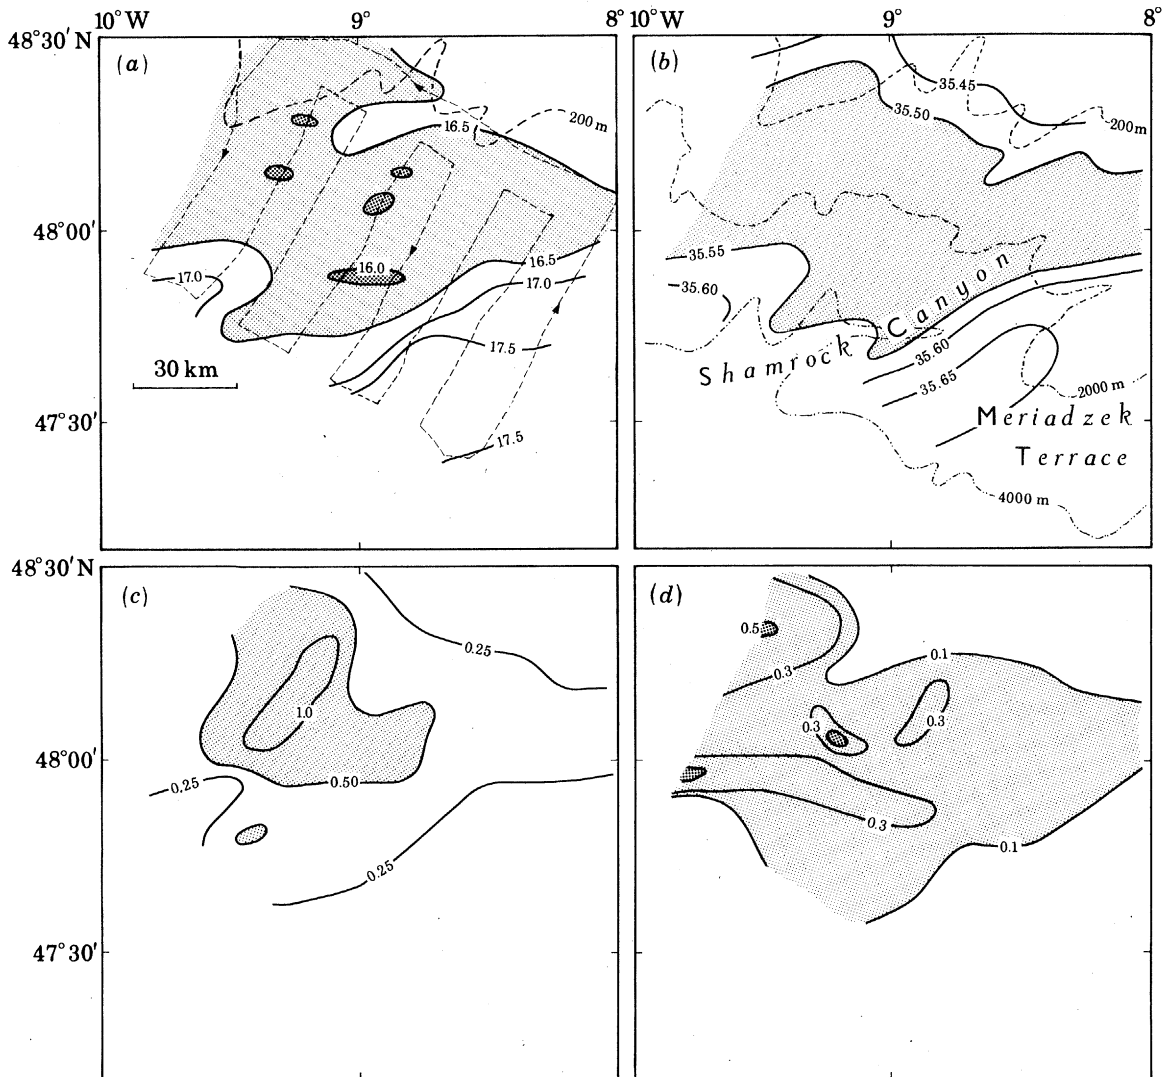 10°W 9° 8° 10°W 9° 8°
48°30′N
(a)
16.5
200 m
16.0
16.5
17.0
17.0
17.5
30 km
17.5
48°00′
47°30′
(b)
35.45
35.50
200 m
35.55
35.60
Shamrock Canyon
35.60
35.65
2000 m
Meriadzek
Terrace
4000 m
48°30′N
(c)
0.25
1.0
0.50
0.25
0.25
48°00′
47°30′
(d)
0.5
0.3
0.1
0.3
0.3
0.3
0.1